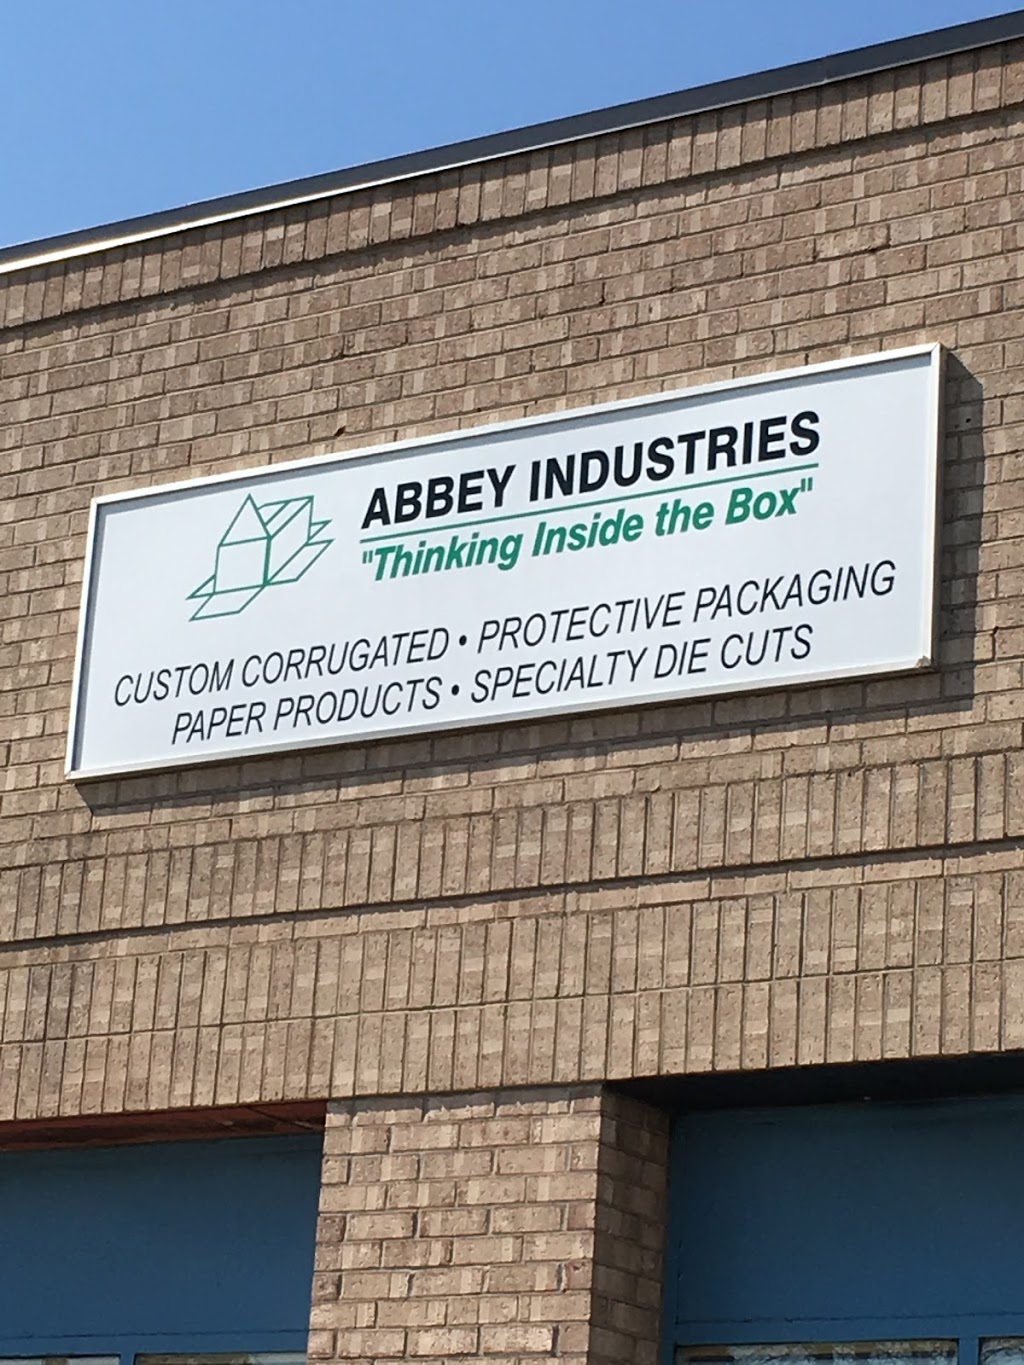 ABBEY INDUSTRIES
"Thinking Inside the Box"
CUSTOM CORRUGATED • PROTECTIVE PACKAGING
PAPER PRODUCTS • SPECIALTY DIE CUTS